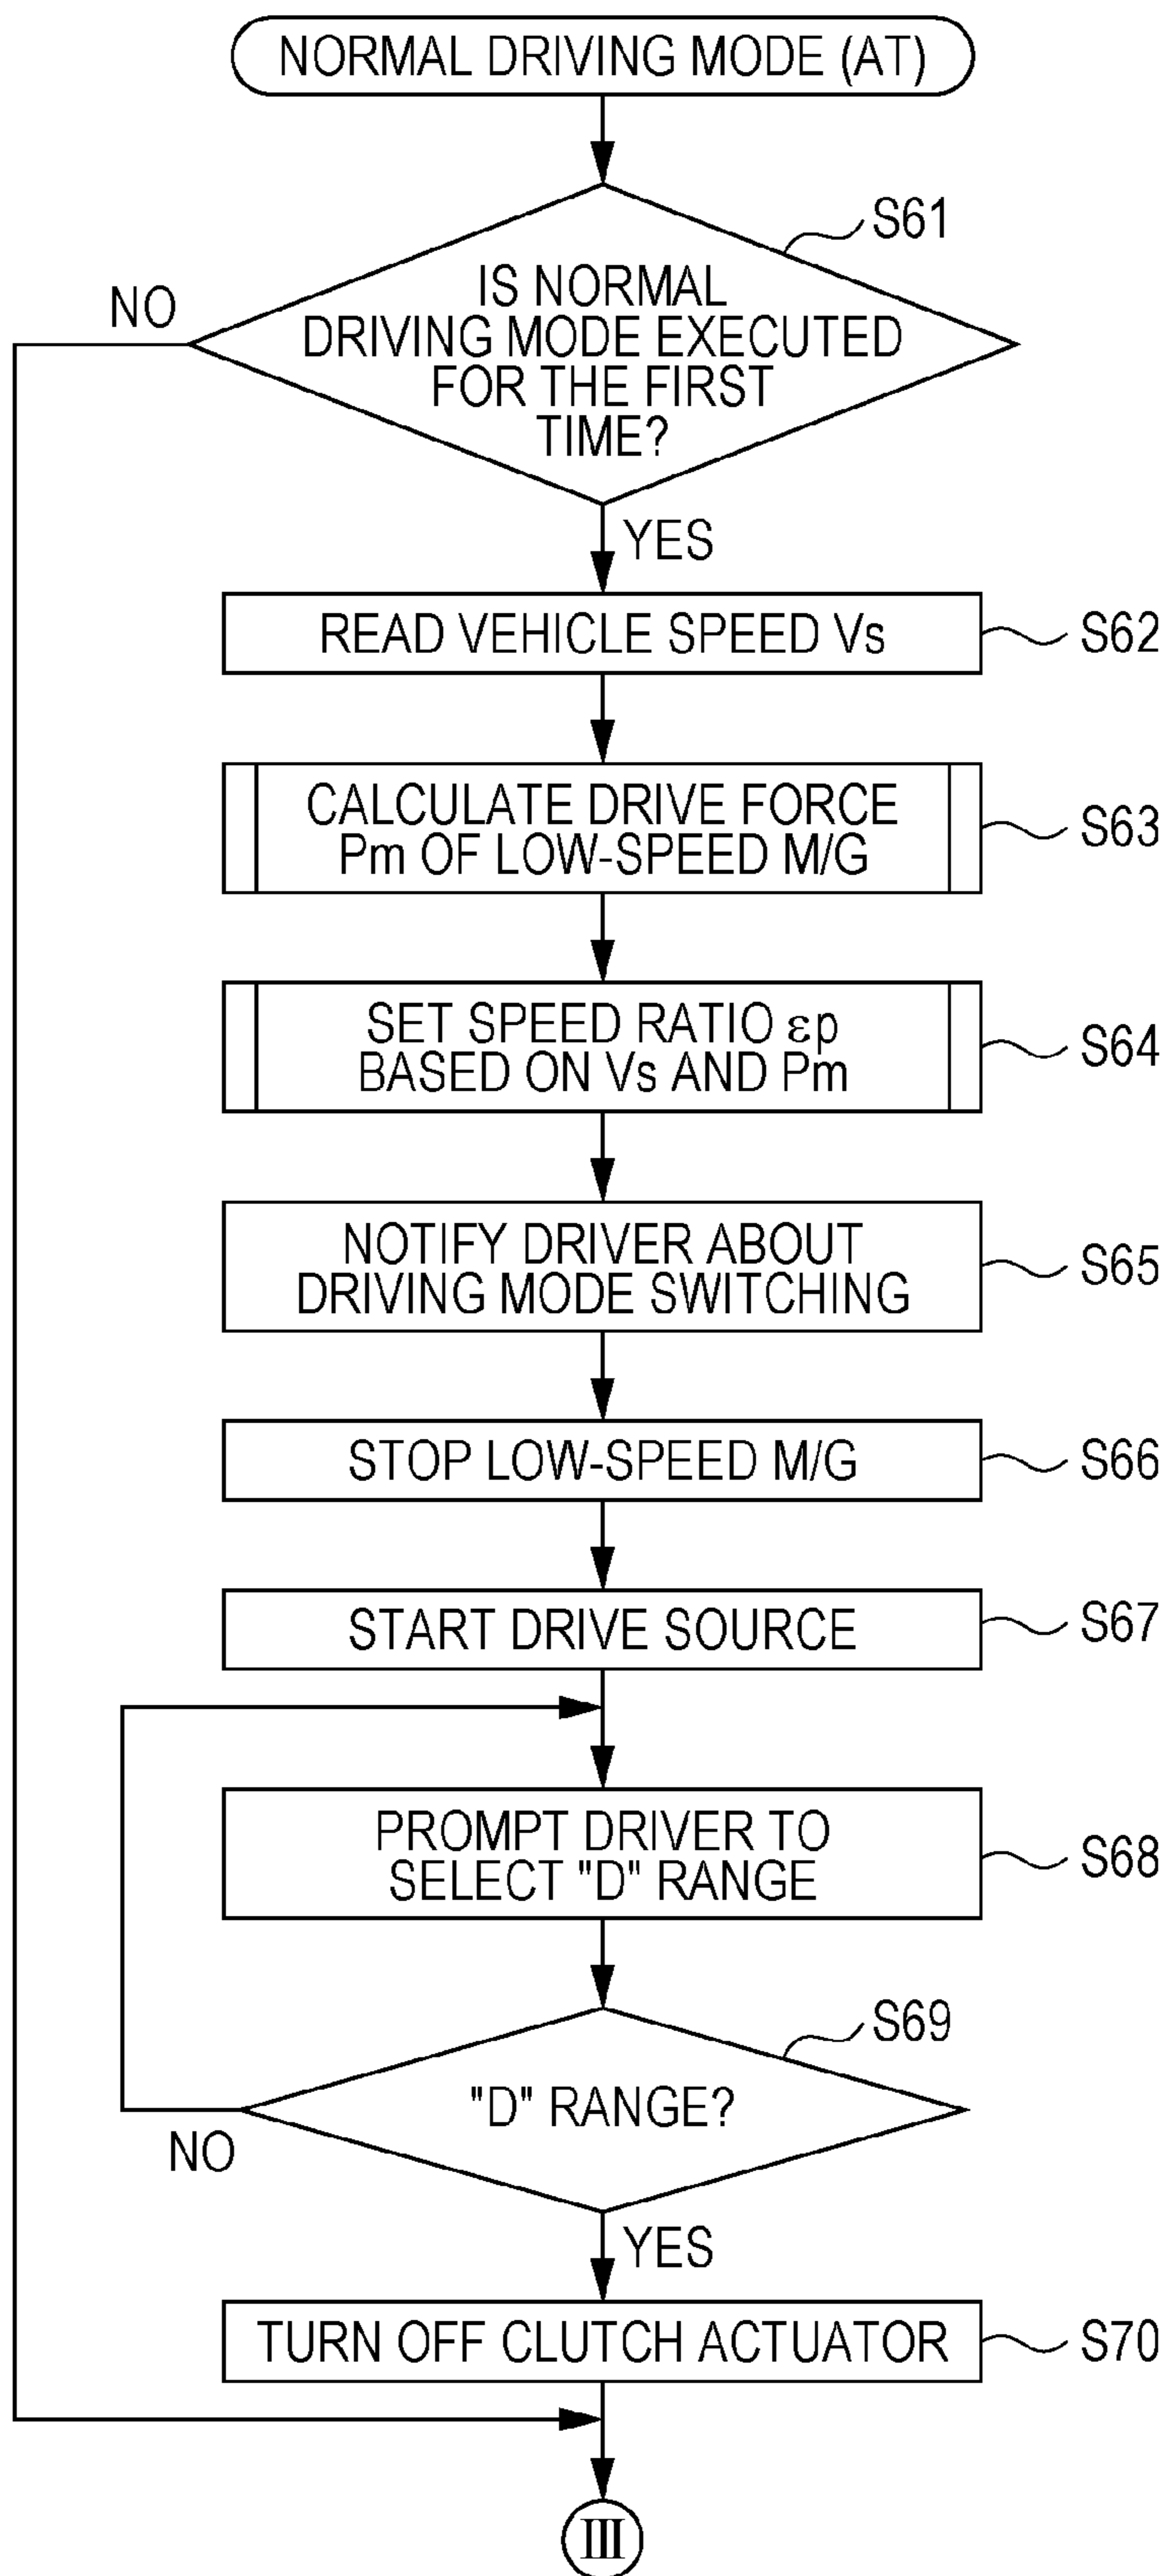 NORMAL DRIVING MODE (AT)
S61
NO
IS NORMAL
DRIVING MODE EXECUTED
FOR THE FIRST
TIME?
YES
READ VEHICLE SPEED Vs
S62
CALCULATE DRIVE FORCE
Pm OF LOW-SPEED M/G
S63
SET SPEED RATIO εp
BASED ON Vs AND Pm
S64
NOTIFY DRIVER ABOUT
DRIVING MODE SWITCHING
S65
STOP LOW-SPEED M/G
S66
START DRIVE SOURCE
S67
PROMPT DRIVER TO
SELECT "D" RANGE
S68
S69
"D" RANGE?
NO
YES
TURN OFF CLUTCH ACTUATOR
S70
III